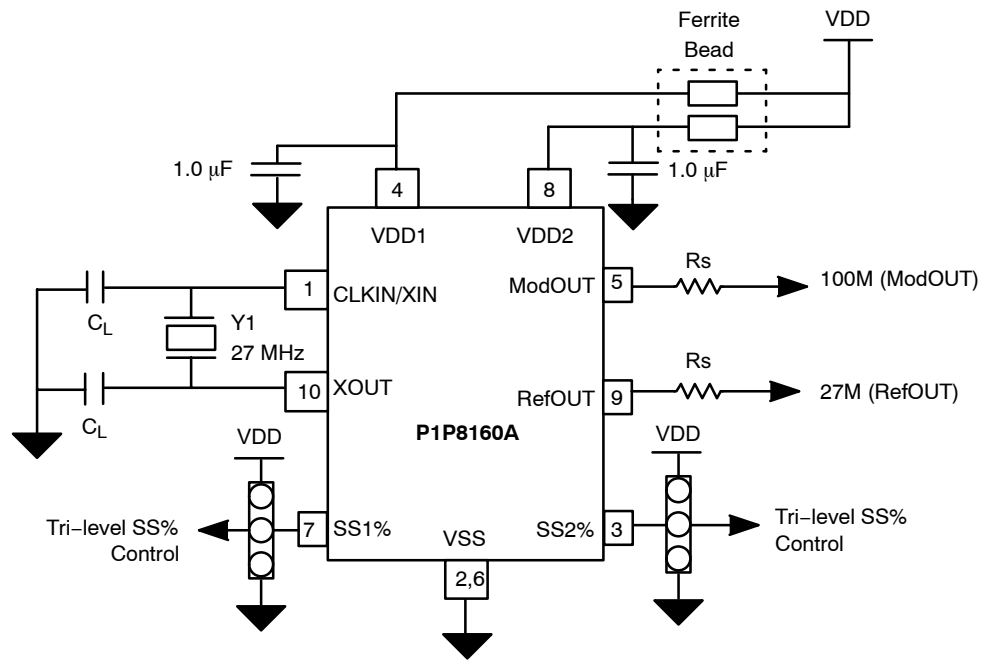 Ferrite
Bead
VDD
1.0 μF
1.0 μF
4
8
VDD1
VDD2
1
CLKIN/XIN
ModOUT
5
Rs
100M (ModOUT)
CL
Y1
27 MHz
10
XOUT
RefOUT
9
Rs
27M (RefOUT)
CL
P1P8160A
VDD
VDD
Tri−level SS%
Control
7
SS1%
VSS
SS2%
3
Tri−level SS%
Control
2,6